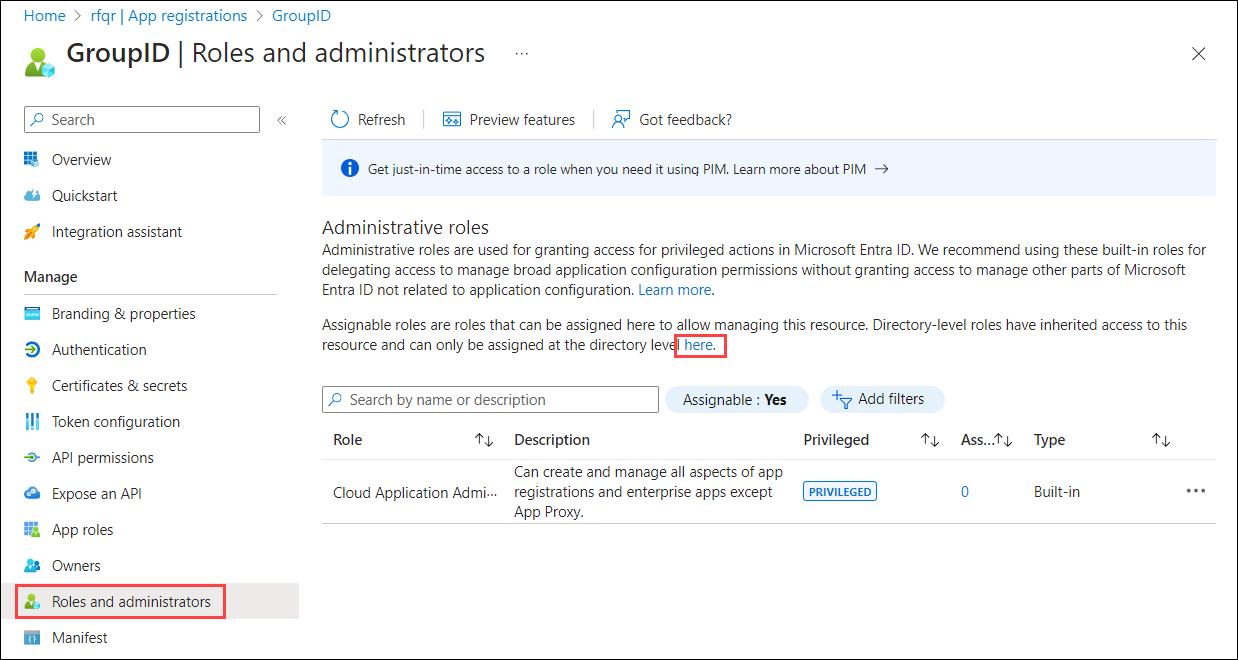 Home > rfqr | App registrations > GroupID
GroupID | Roles and administrators ...
Search «
Overview
Quickstart
Integration assistant
Manage
Branding & properties
Authentication
Certificates & secrets
Token configuration
API permissions
Expose an API
App roles
Owners
Roles and administrators
Manifest
Refresh | Preview features | Got feedback?
Get just-in-time access to a role when you need it using PIM. Learn more about PIM →
Administrative roles
Administrative roles are used for granting access for privileged actions in Microsoft Entra ID. We recommend using these built-in roles for
delegating access to manage broad application configuration permissions without granting access to manage other parts of Microsoft
Entra ID not related to application configuration. Learn more.
Assignable roles are roles that can be assigned here to allow managing this resource. Directory-level roles have inherited access to this
resource and can only be assigned at the directory level here.
Search by name or description Assignable : Yes Add filters
Role ↑↓ Description Privileged ↑↓ Ass...↑↓ Type ↑↓
Can create and manage all aspects of app
Cloud Application Admi... registrations and enterprise apps except PRIVILEGED 0 Built-in ...
App Proxy.